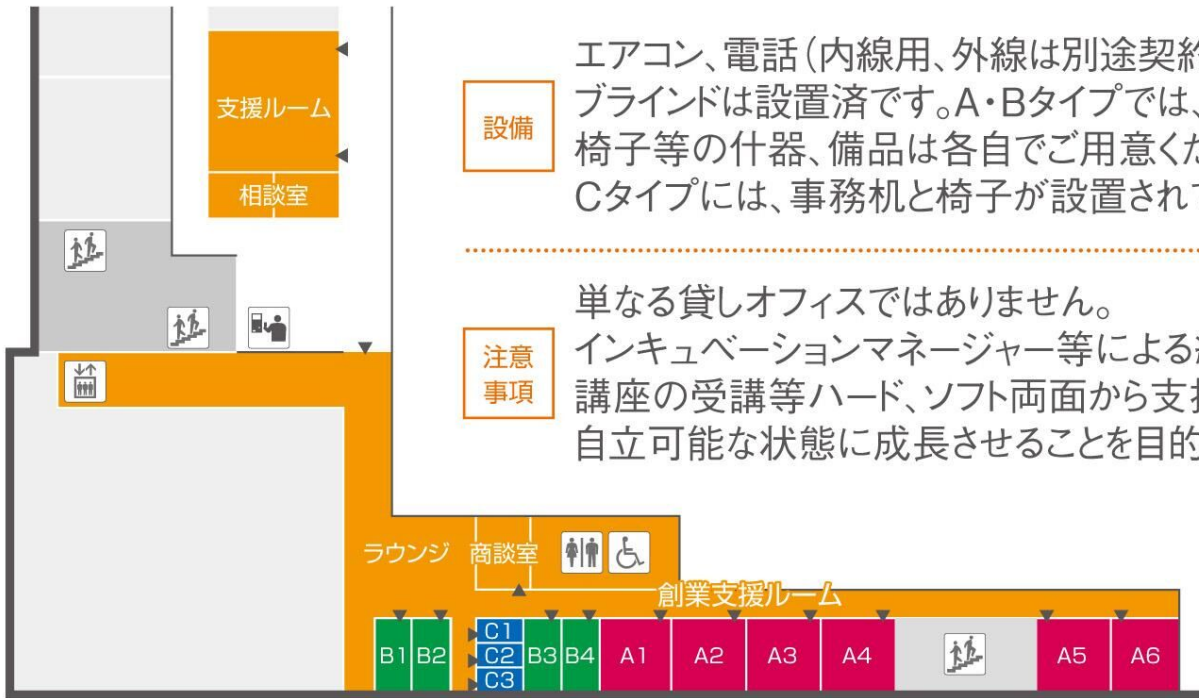 支援ルーム
相談室
設備
エアコン、電話（内線用、外線は別途契約
ブラインドは設置済です。A・Bタイプでは、
椅子等の什器、備品は各自でご用意くだ
Cタイプには、事務机と椅子が設置されて
注意
事項
単なる貸しオフィスではありません。
インキュベーションマネージャー等による
講座の受講等ハード、ソフト両面から支
自立可能な状態に成長させることを目的
ラウンジ
商談室
創業支援ルーム
B1
B2
C1
C2
C3
B3
B4
A1
A2
A3
A4
A5
A6